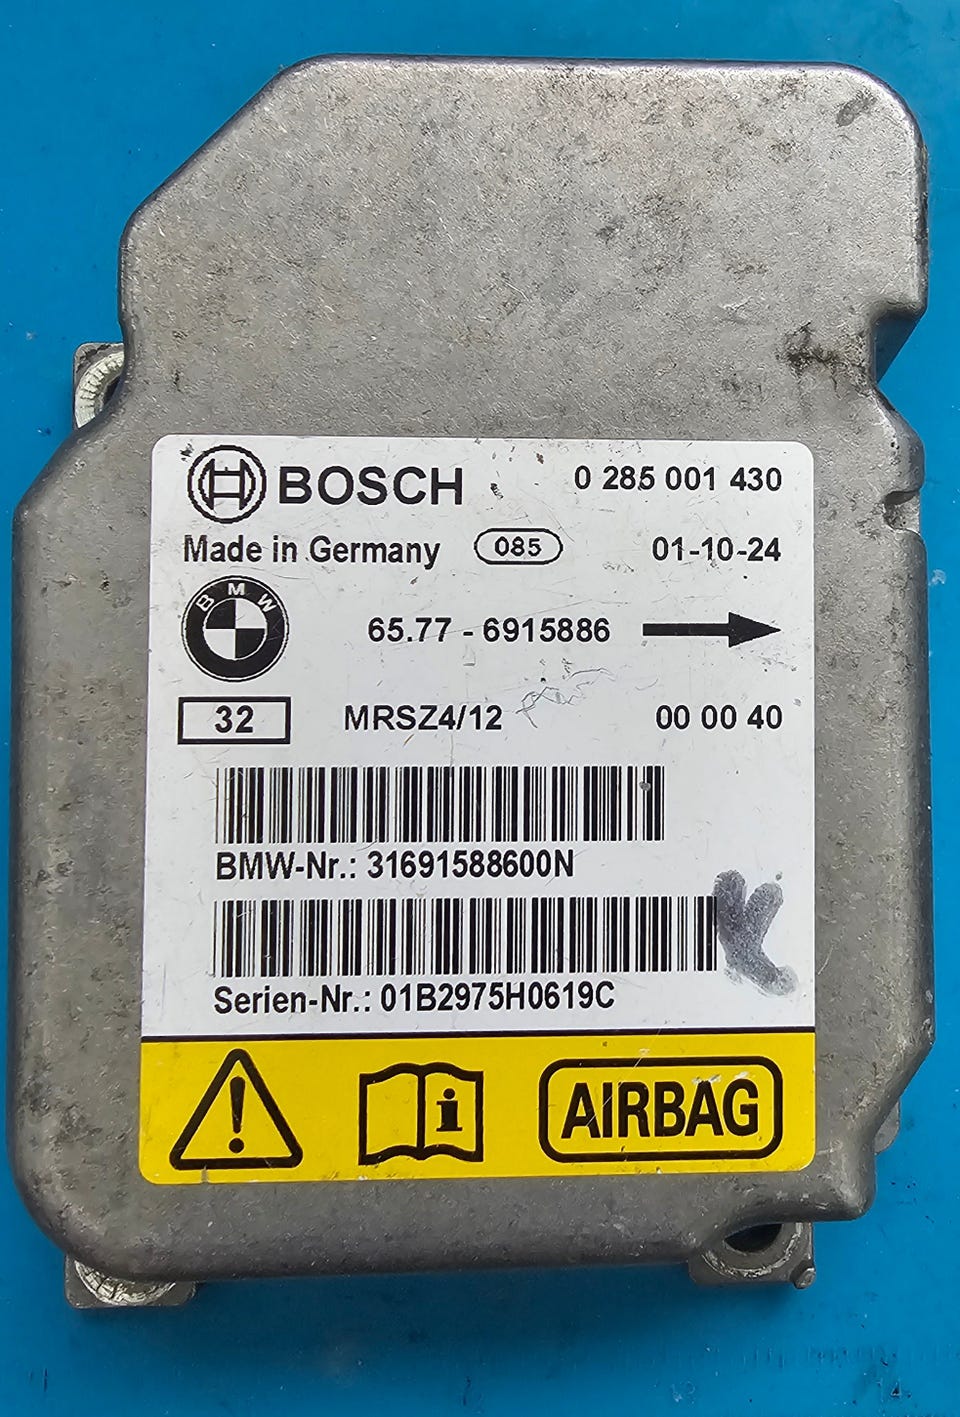 BOSCH 0 285 001 430
Made in Germany 085 01-10-24
BMW
65.77 - 6915886
32 MRSZ4/12 00 00 40
BMW-Nr.: 31691588600N
K
Serien-Nr.: 01B2975H0619C
! i AIRBAG